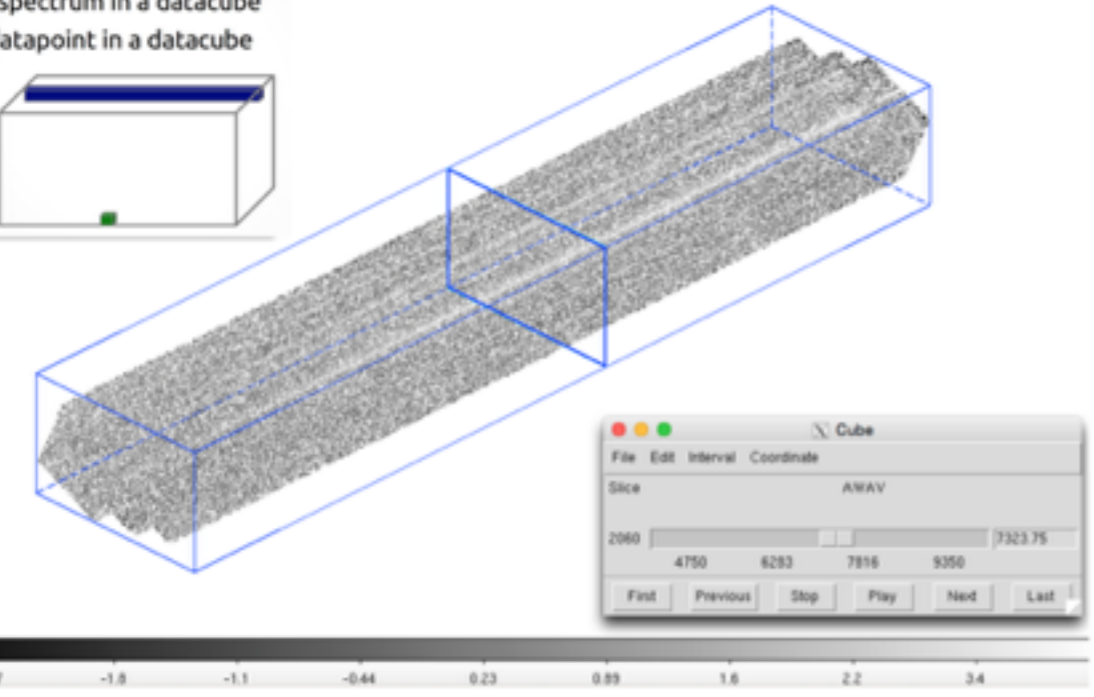 spectrum in a datacube
datapoint in a datacube
Cube
File Edit Interval Coordinate
Slice AWAV
2060 7323.75
4750 6283 7816 9350
First Previous Stop Play Next Last
-1.8 -1.1 -0.44 0.23 0.89 1.6 2.2 3.4